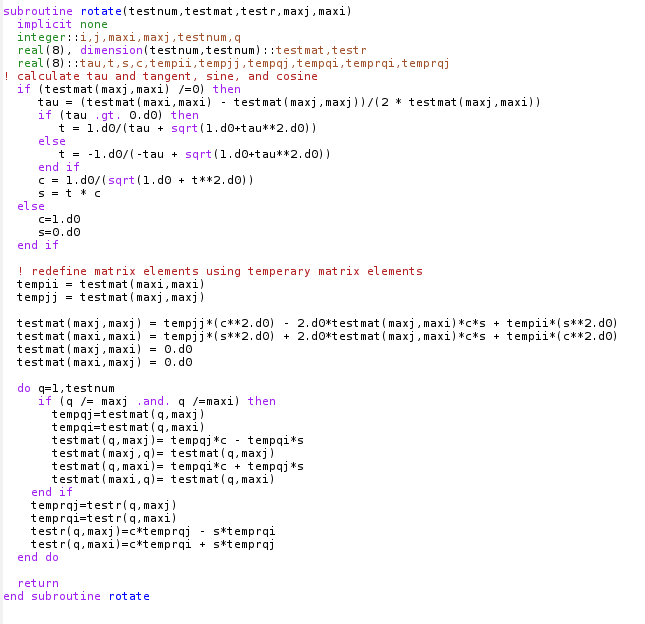 subroutine rotate(testnum,testmat,testr,maxj,maxi)
  implicit none
  integer::i,j,maxi,maxj,testnum,q
  real(8), dimension(testnum,testnum)::testmat,testr
  real(8)::tau,t,s,c,tempii,tempjj,tempqj,tempqi,temprqi,temprqj
! calculate tau and tangent, sine, and cosine
  if (testmat(maxj,maxi) /=0) then
     tau = (testmat(maxi,maxi) - testmat(maxj,maxj))/(2 * testmat(maxj,maxi))
     if (tau .gt. 0.d0) then
        t = 1.d0/(tau + sqrt(1.d0+tau**2.d0))
     else
        t = -1.d0/(-tau + sqrt(1.d0+tau**2.d0))
     end if
     c = 1.d0/(sqrt(1.d0 + t**2.d0))
     s = t * c
  else
     c=1.d0
     s=0.d0
  end if

  ! redefine matrix elements using temperary matrix elements
  tempii = testmat(maxi,maxi)
  tempjj = testmat(maxj,maxj)

  testmat(maxj,maxj) = tempjj*(c**2.d0) - 2.d0*testmat(maxj,maxi)*c*s + tempii*(s**2.d0)
  testmat(maxi,maxi) = tempjj*(s**2.d0) + 2.d0*testmat(maxj,maxi)*c*s + tempii*(c**2.d0)
  testmat(maxj,maxi) = 0.d0
  testmat(maxi,maxj) = 0.d0

  do q=1,testnum
     if (q /= maxj .and. q /=maxi) then
       tempqj=testmat(q,maxj)
       tempqi=testmat(q,maxi)
       testmat(q,maxj)= tempqj*c - tempqi*s
       testmat(maxj,q)= testmat(q,maxj)
       testmat(q,maxi)= tempqi*c + tempqj*s
       testmat(maxi,q)= testmat(q,maxi)
    end if
    temprqj=testr(q,maxj)
    temprqi=testr(q,maxi)
    testr(q,maxj)=c*temprqj - s*temprqi
    testr(q,maxi)=c*temprqi + s*temprqj
  end do

  return
end subroutine rotate